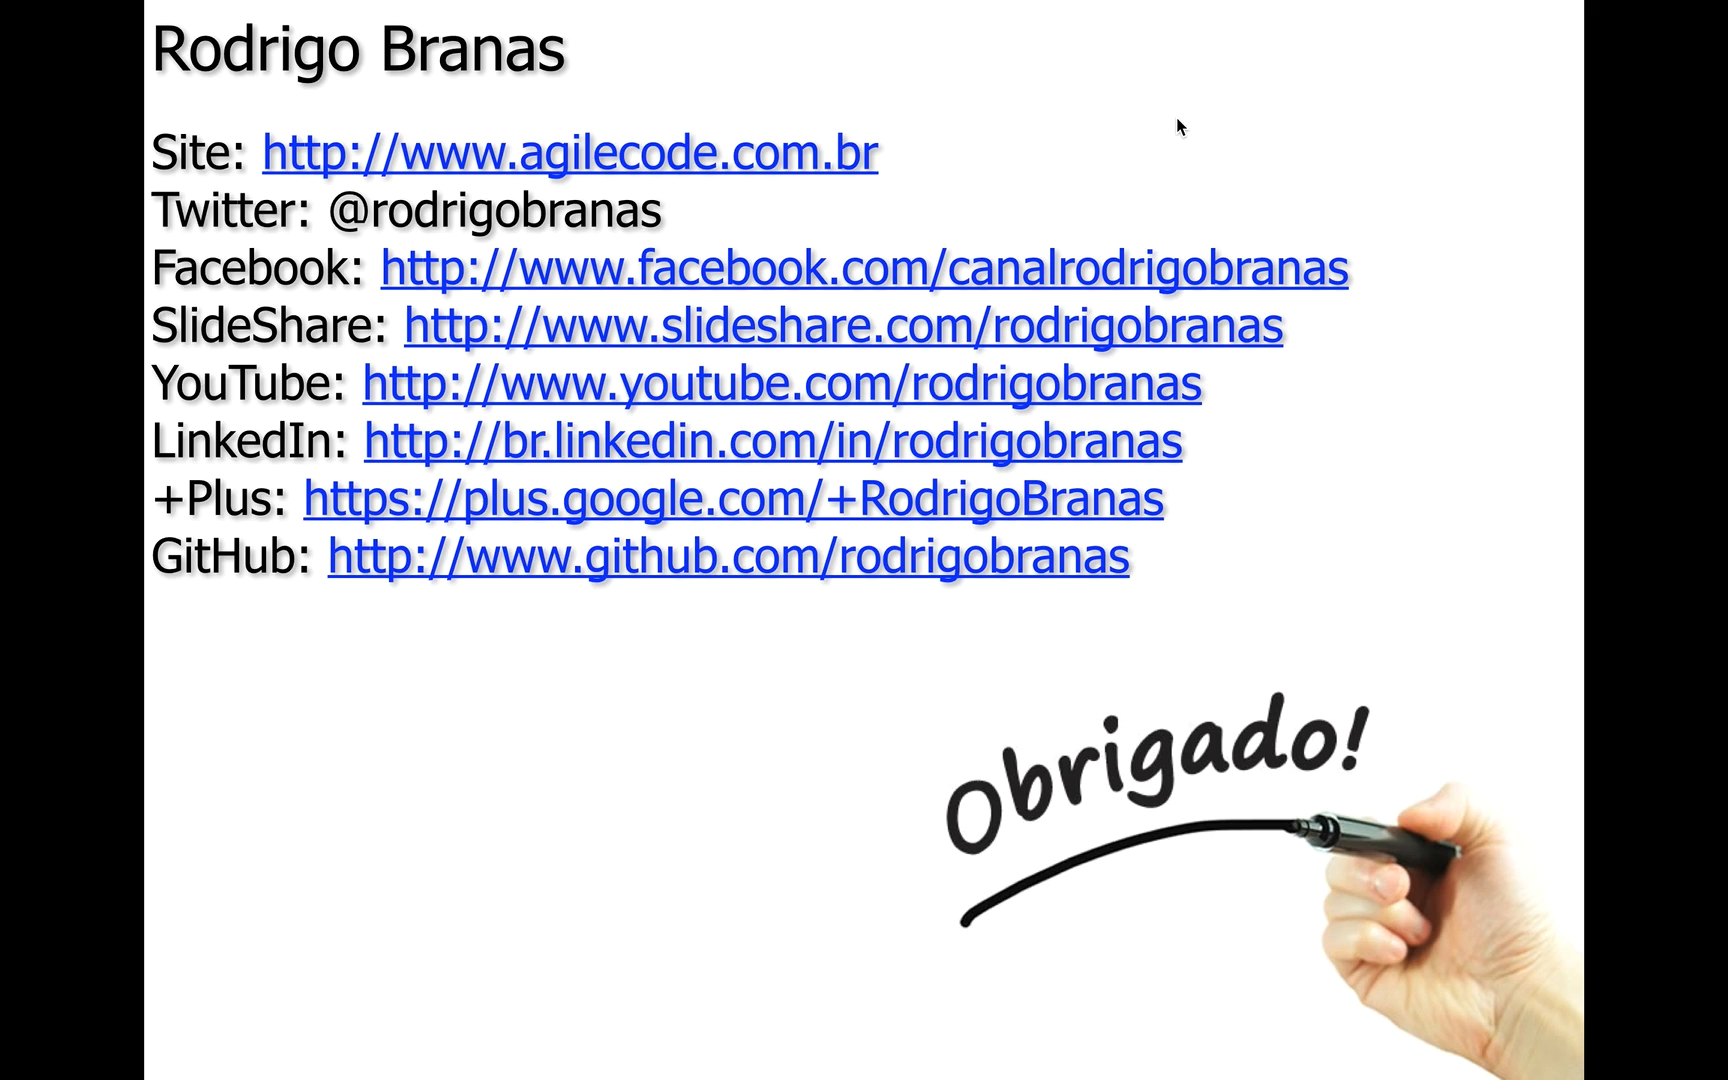 Rodrigo Branas
Site: http://www.agilecode.com.br
Twitter: @rodrigobranas
Facebook: http://www.facebook.com/canalrodrigobranas
SlideShare: http://www.slideshare.com/rodrigobranas
YouTube: http://www.youtube.com/rodrigobranas
LinkedIn: http://br.linkedin.com/in/rodrigobranas
+Plus: https://plus.google.com/+RodrigoBranas
GitHub: http://www.github.com/rodrigobranas
Obrigado!